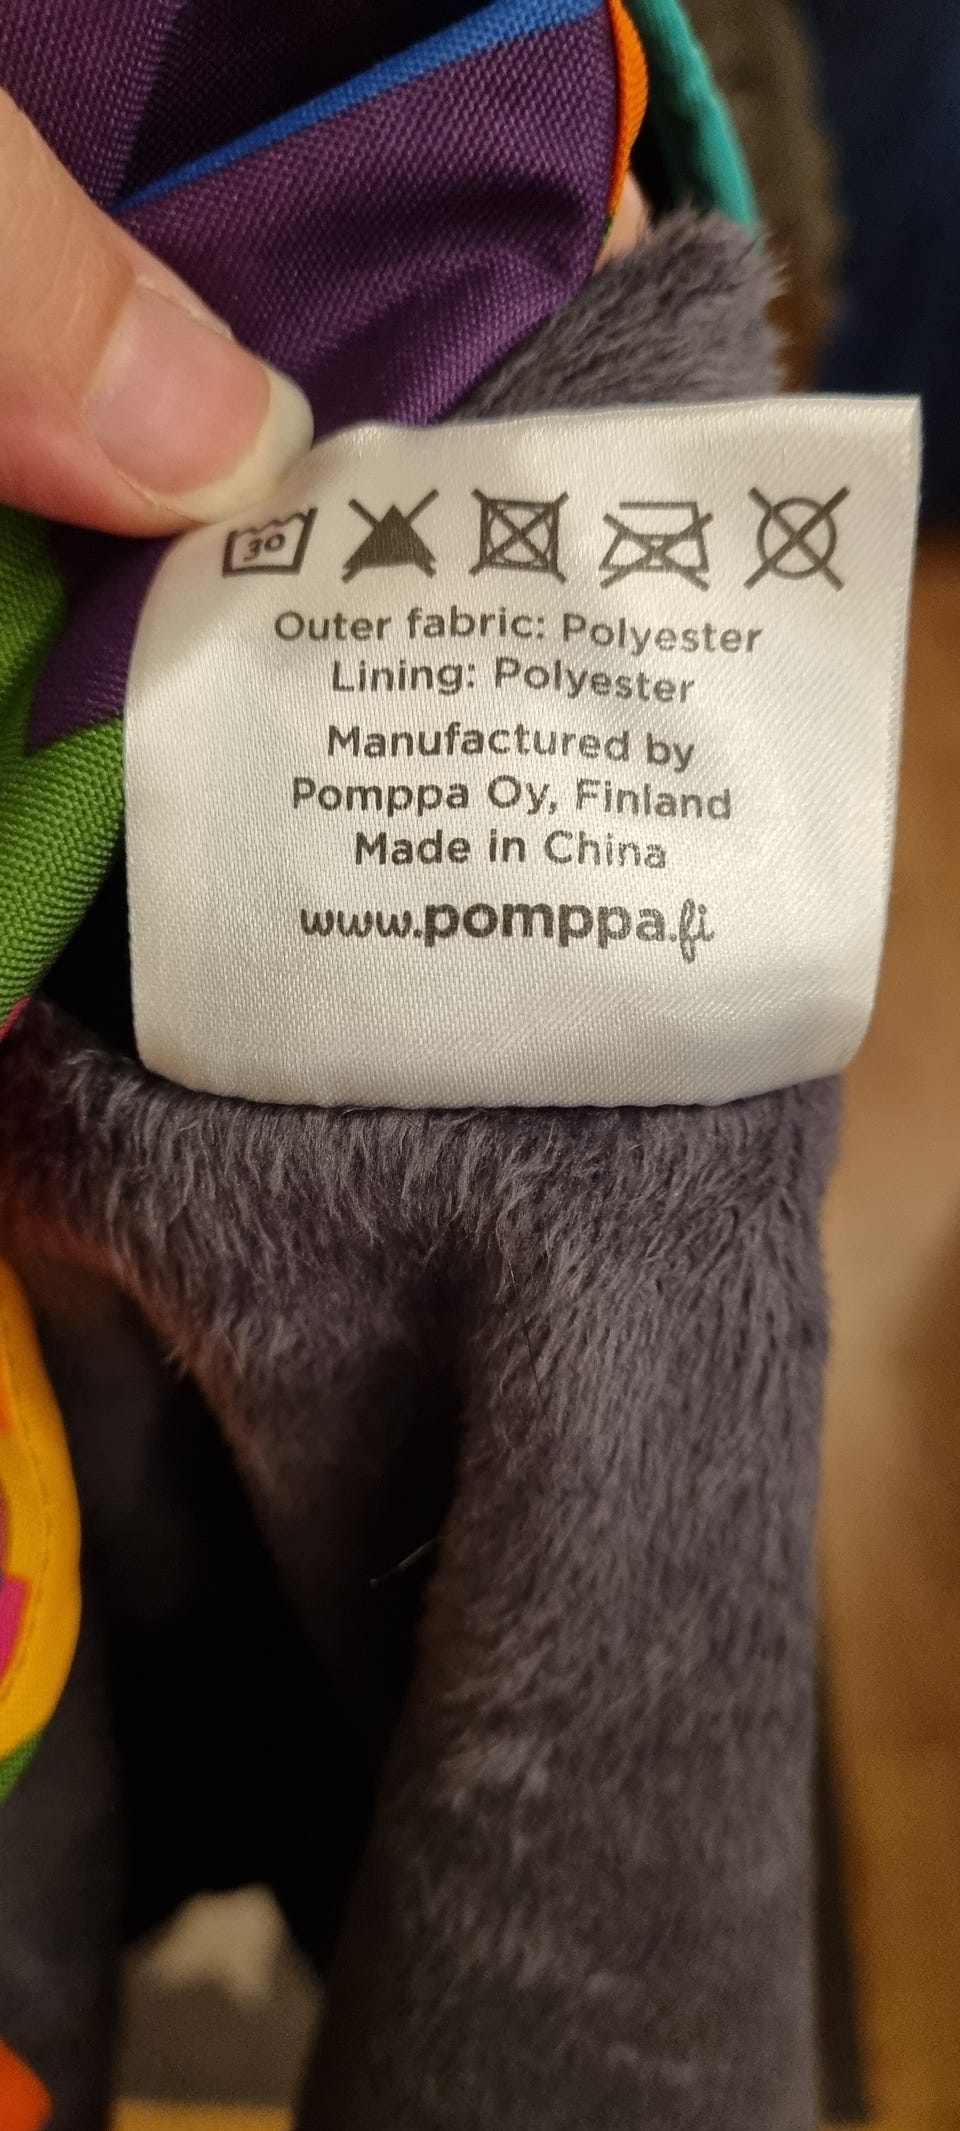 30
Outer fabric: Polyester
Lining: Polyester
Manufactured by
Pomppa Oy, Finland
Made in China
www.pomppa.fi